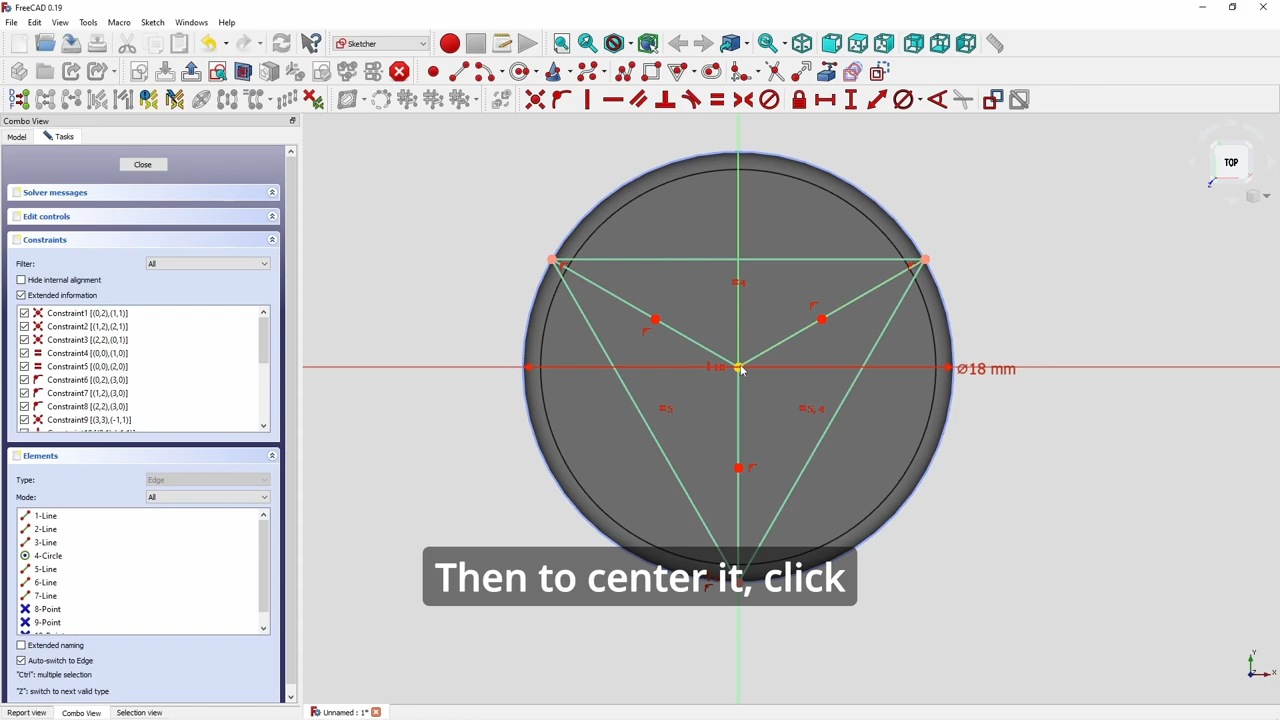 FreeCAD 0.19
File Edit View Tools Macro Sketch Windows Help
Sketcher
Combo View
Model Tasks
Close
Solver messages
Edit controls
Constraints
Filter: All
Hide internal alignment
Extended information
Constraint1 [(0,2),(1,1)]
Constraint2 [(1,2),(2,1)]
Constraint3 [(2,2),(0,1)]
Constraint4 [(0,0),(1,0)]
Constraint5 [(0,0),(2,0)]
Constraint6 [(0,2),(3,0)]
Constraint7 [(1,2),(3,0)]
Constraint8 [(2,2),(3,0)]
Constraint9 [(3,3),(-1,1)]
Elements
Type: Edge
Mode: All
1-Line
2-Line
3-Line
4-Circle
5-Line
6-Line
7-Line
8-Point
9-Point
Extended naming
Auto-switch to Edge
"Ctrl": multiple selection
"Z": switch to next valid type
Report view Combo View Selection view
Unnamed : 1*
TOP
4
10
⌀18 mm
5
5, 4
Then to center it, click
Y
Z
X